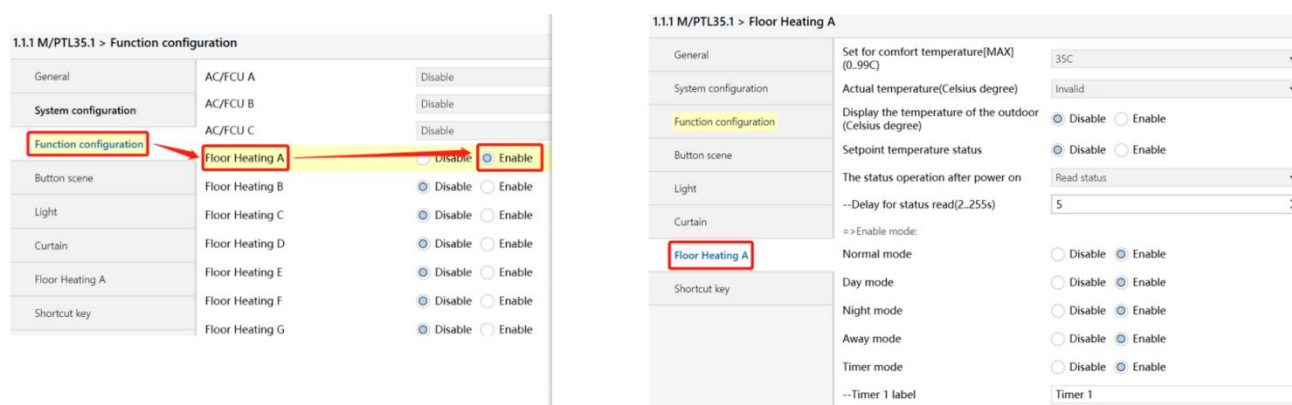 1.1.1 M/PTL35.1 > Function configuration
General
System configuration
Function configuration
Button scene
Light
Curtain
Floor Heating A
Shortcut key
AC/FCU A Disable
AC/FCU B Disable
AC/FCU C Disable
Floor Heating A Disable Enable
Floor Heating B Disable Enable
Floor Heating C Disable Enable
Floor Heating D Disable Enable
Floor Heating E Disable Enable
Floor Heating F Disable Enable
Floor Heating G Disable Enable
1.1.1 M/PTL35.1 > Floor Heating A
General
System configuration
Function configuration
Button scene
Light
Curtain
Floor Heating A
Shortcut key
Set for comfort temperature[MAX]
(0..99C) 35C
Actual temperature(Celsius degree) Invalid
Display the temperature of the outdoor
(Celsius degree) Disable Enable
Setpoint temperature status Disable Enable
The status operation after power on Read status
--Delay for status read(2..255s) 5
=>Enable mode:
Normal mode Disable Enable
Day mode Disable Enable
Night mode Disable Enable
Away mode Disable Enable
Timer mode Disable Enable
--Timer 1 label Timer 1